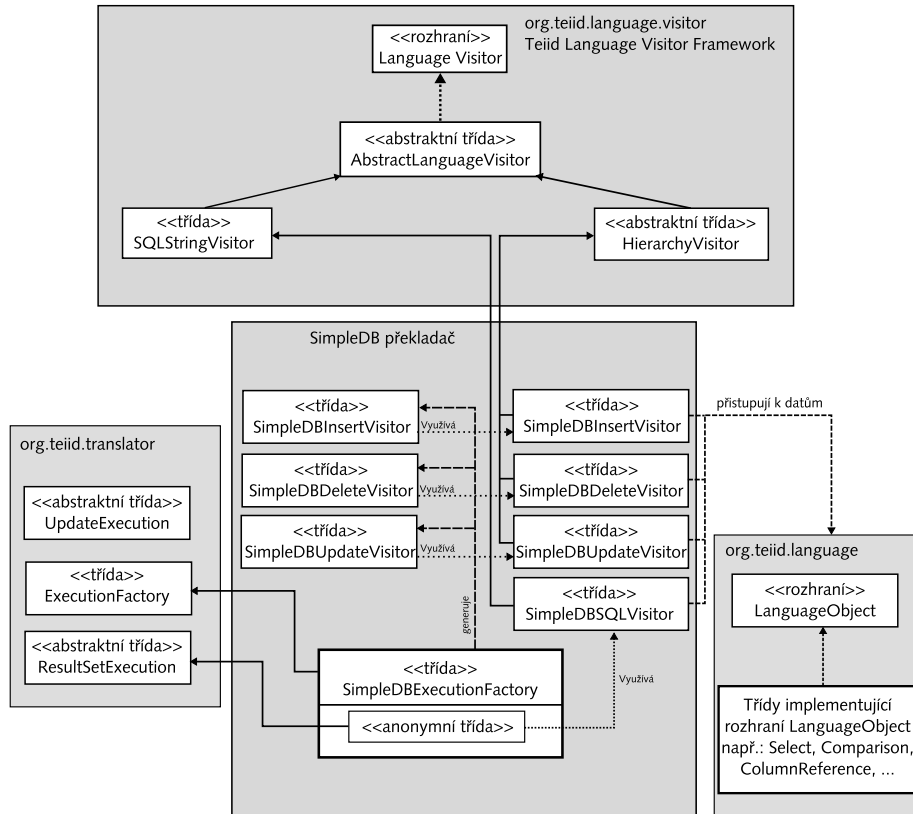 org.teiid.language.visitor
Teiid Language Visitor Framework
<<rozhraní>>
Language Visitor
<<abstraktní třída>>
AbstractLanguageVisitor
<<třída>>
SQLStringVisitor
<<abstraktní třída>>
HierarchyVisitor
SimpleDB překladač
<<třída>>
SimpleDBInsertVisitor
Využívá
<<třída>>
SimpleDBInsertVisitor
přistupují k datům
<<třída>>
SimpleDBDeleteVisitor
Využívá
<<třída>>
SimpleDBDeleteVisitor
<<třída>>
SimpleDBUpdateVisitor
Využívá
<<třída>>
SimpleDBUpdateVisitor
<<třída>>
SimpleDBSQLVisitor
generuje
Využívá
<<třída>>
SimpleDBExecutionFactory
<<anonymní třída>>
org.teiid.translator
<<abstraktní třída>>
UpdateExecution
<<třída>>
ExecutionFactory
<<abstraktní třída>>
ResultSetExecution
org.teiid.language
<<rozhraní>>
LanguageObject
Třídy implementující
rozhraní LanguageObject
např.: Select, Comparison,
ColumnReference, ...